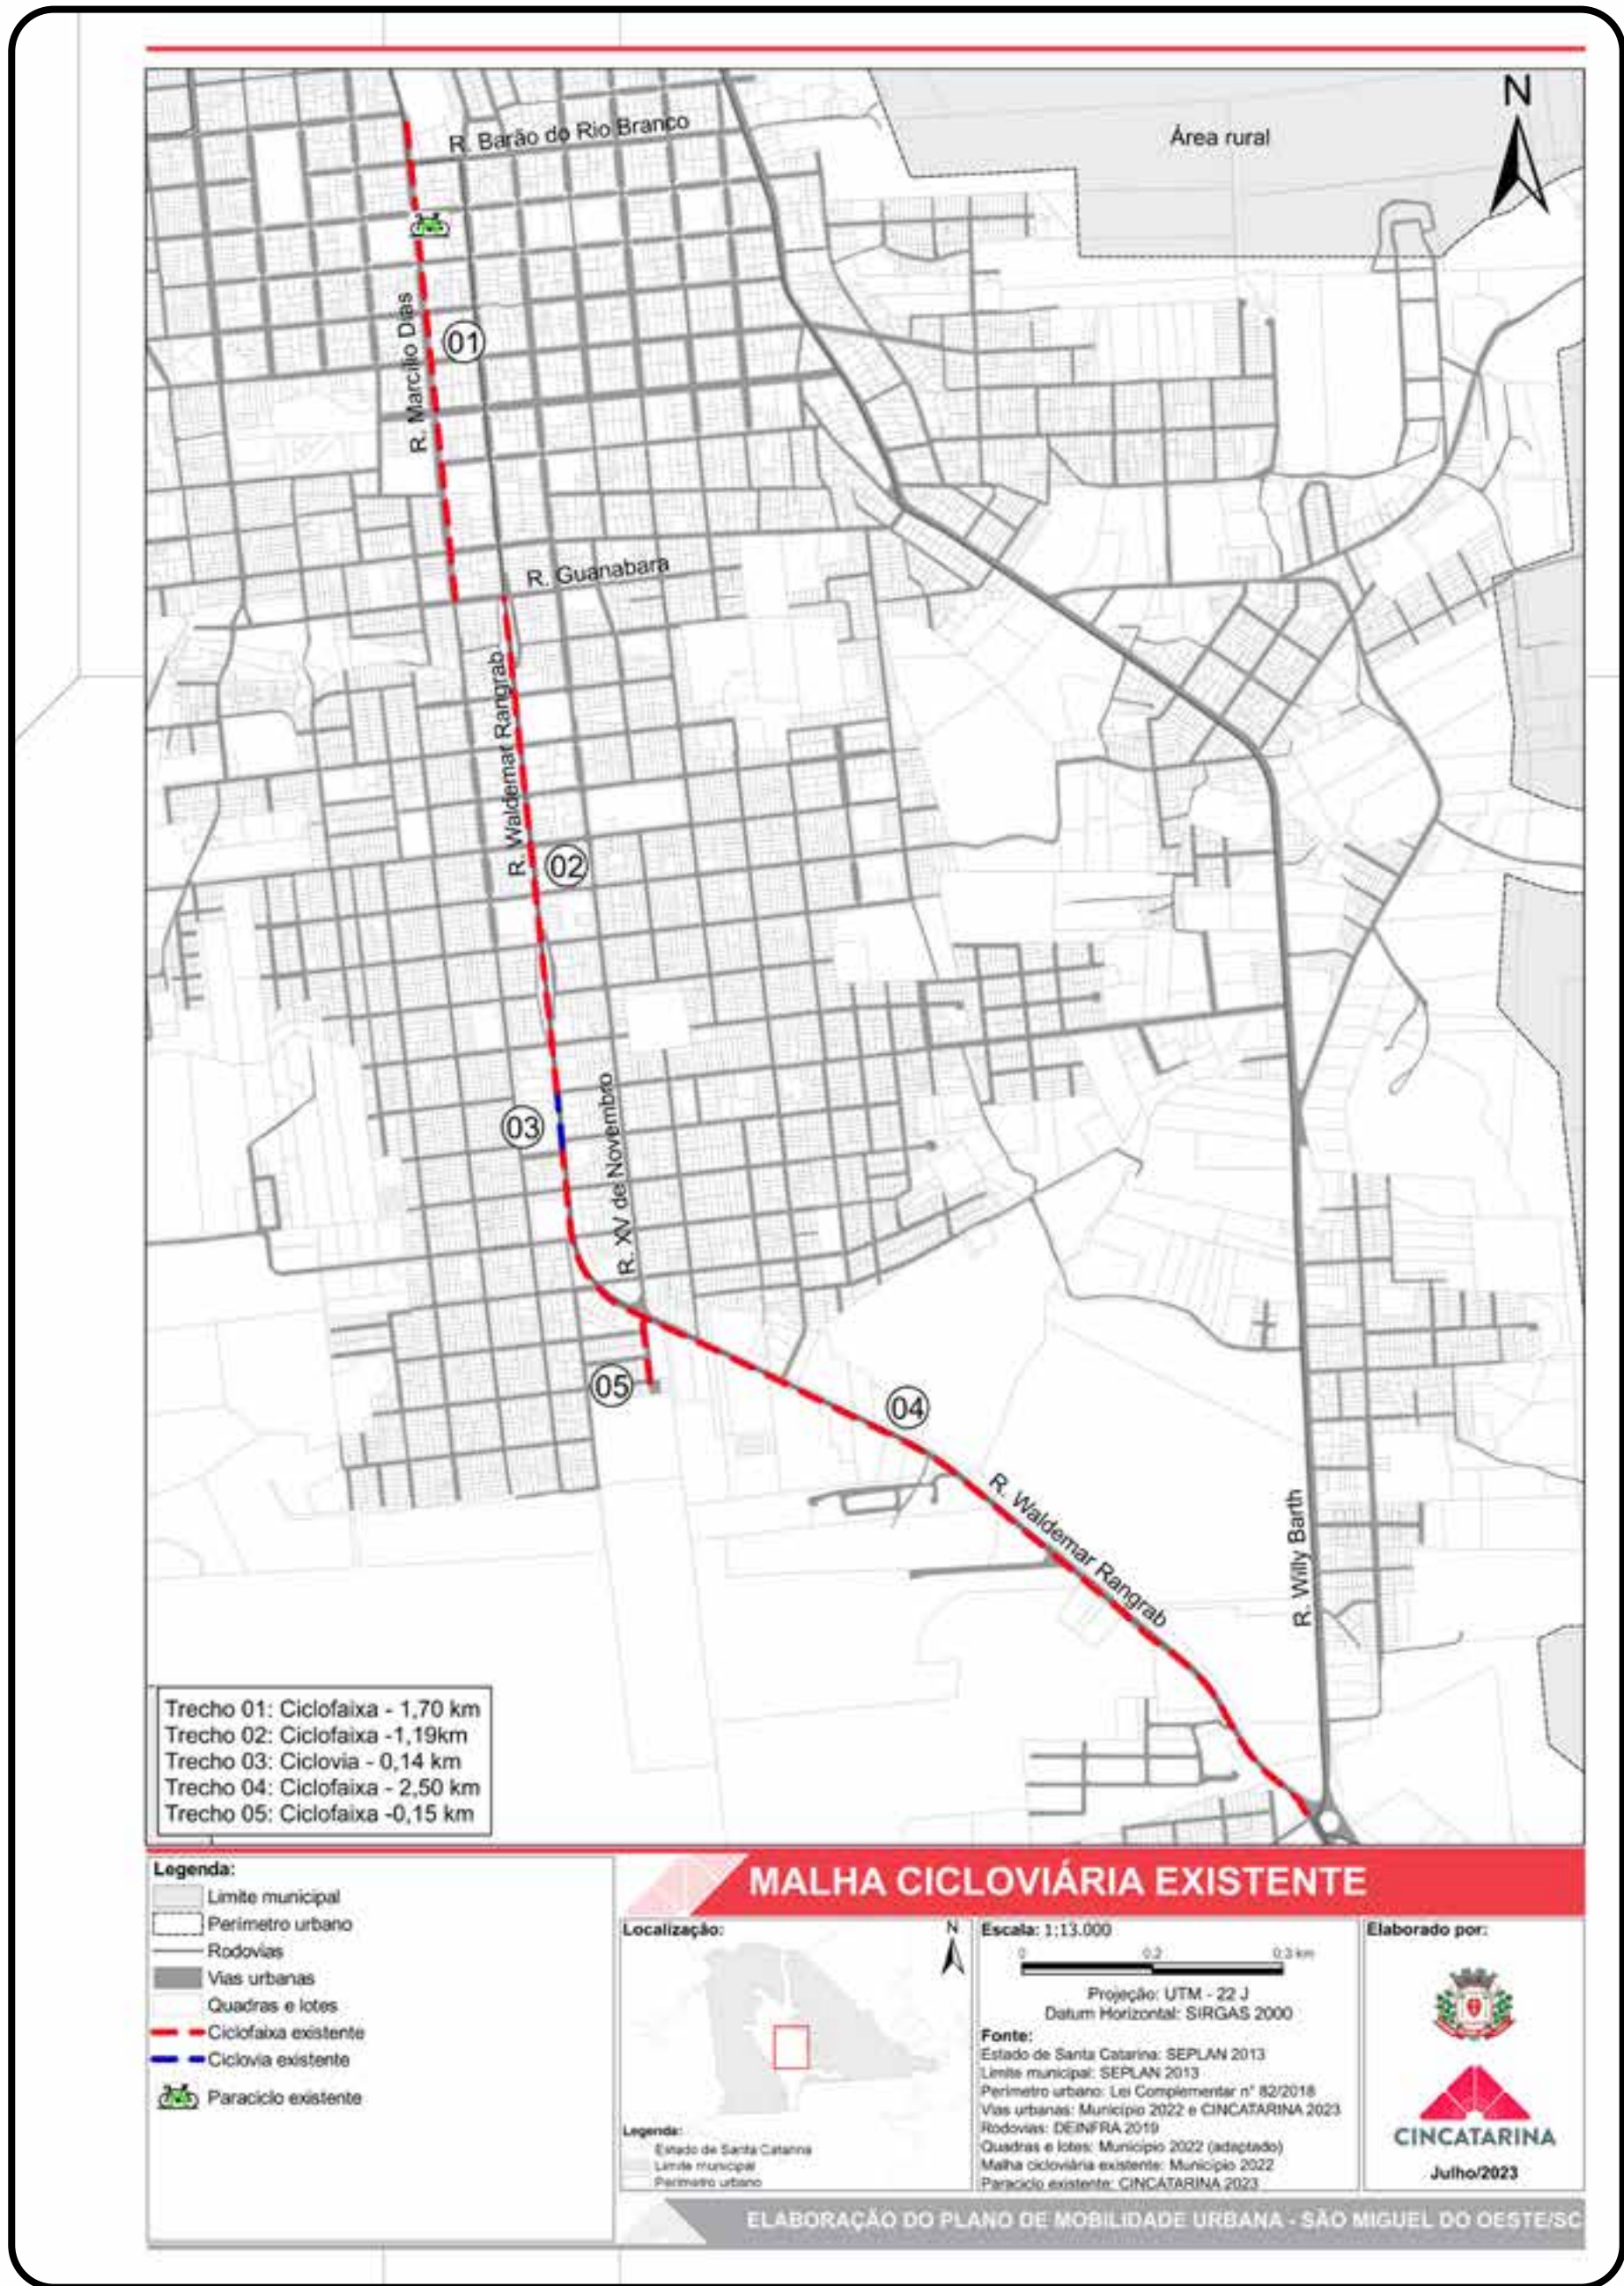 N
Área rural
R. Barão do Rio Branco
R. Marcilio Dias
01
R. Guanabara
R. Waldemar Rangrab
02
03
R. XV de Novembro
05
04
R. Waldemar Rangrab
R. Willy Barth
Trecho 01: Ciclofaixa - 1,70 km
Trecho 02: Ciclofaixa -1,19km
Trecho 03: Ciclovia - 0,14 km
Trecho 04: Ciclofaixa - 2,50 km
Trecho 05: Ciclofaixa -0,15 km
MALHA CICLOVIÁRIA EXISTENTE
Legenda:
Limite municipal
Perímetro urbano
Rodovias
Vias urbanas
Quadras e lotes
Ciclofaixa existente
Ciclovia existente
Paraciclo existente
Localização:
N
Legenda:
Estado de Santa Catarina
Limite municipal
Perímetro urbano
Escala: 1:13.000
0 0,2 0,3 km
Projeção: UTM - 22 J
Datum Horizontal: SIRGAS 2000
Fonte:
Estado de Santa Catarina: SEPLAN 2013
Limite municipal: SEPLAN 2013
Perímetro urbano: Lei Complementar n° 82/2018
Vias urbanas: Município 2022 e CINCATARINA 2023
Rodovias: DEINFRA 2019
Quadras e lotes: Município 2022 (adaptado)
Malha cicloviária existente: Município 2022
Paraciclo existente: CINCATARINA 2023
Elaborado por:
CINCATARINA
Julho/2023
ELABORAÇÃO DO PLANO DE MOBILIDADE URBANA - SÃO MIGUEL DO OESTE/SC